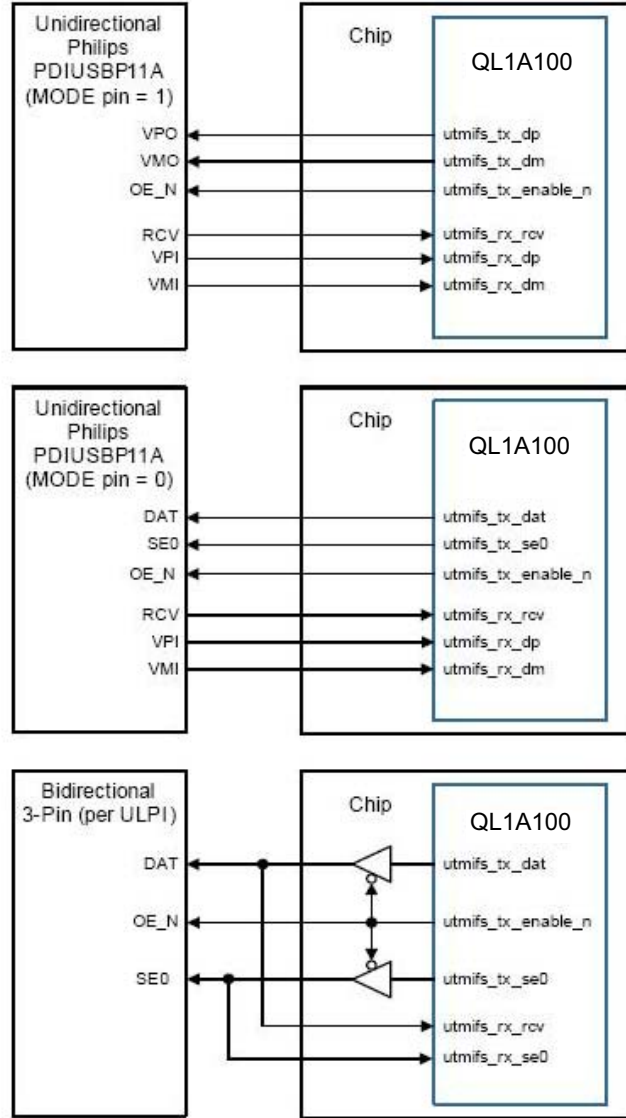 Unidirectional
Philips
PDIUSBP11A
(MODE pin = 1)
Chip
QL1A100
VPO utmifs_tx_dp
VMO utmifs_tx_dm
OE_N utmifs_tx_enable_n
RCV utmifs_rx_rcv
VPI utmifs_rx_dp
VMI utmifs_rx_dm
Unidirectional
Philips
PDIUSBP11A
(MODE pin = 0)
Chip
QL1A100
DAT utmifs_tx_dat
SE0 utmifs_tx_se0
OE_N utmifs_tx_enable_n
RCV utmifs_rx_rcv
VPI utmifs_rx_dp
VMI utmifs_rx_dm
Bidirectional
3-Pin (per ULPI)
Chip
QL1A100
DAT utmifs_tx_dat
OE_N utmifs_tx_enable_n
SE0 utmifs_tx_se0
utmifs_rx_rcv
utmifs_rx_se0